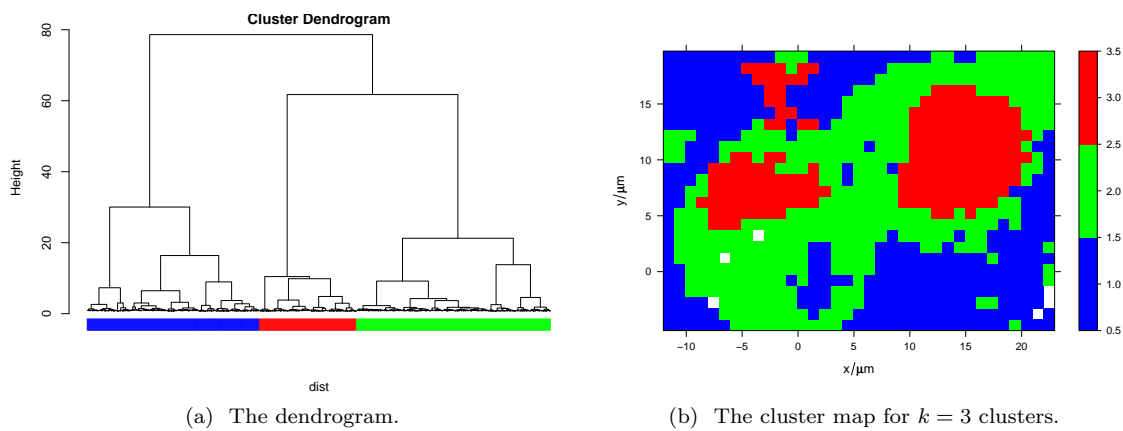 Cluster Dendrogram
Height
0 20 40 60 80
dist
(a) The dendrogram.
y/μm
0 5 10 15
−10 −5 0 5 10 15 20
x/μm
0.5 1.0 1.5 2.0 2.5 3.0 3.5
(b) The cluster map for k = 3 clusters.